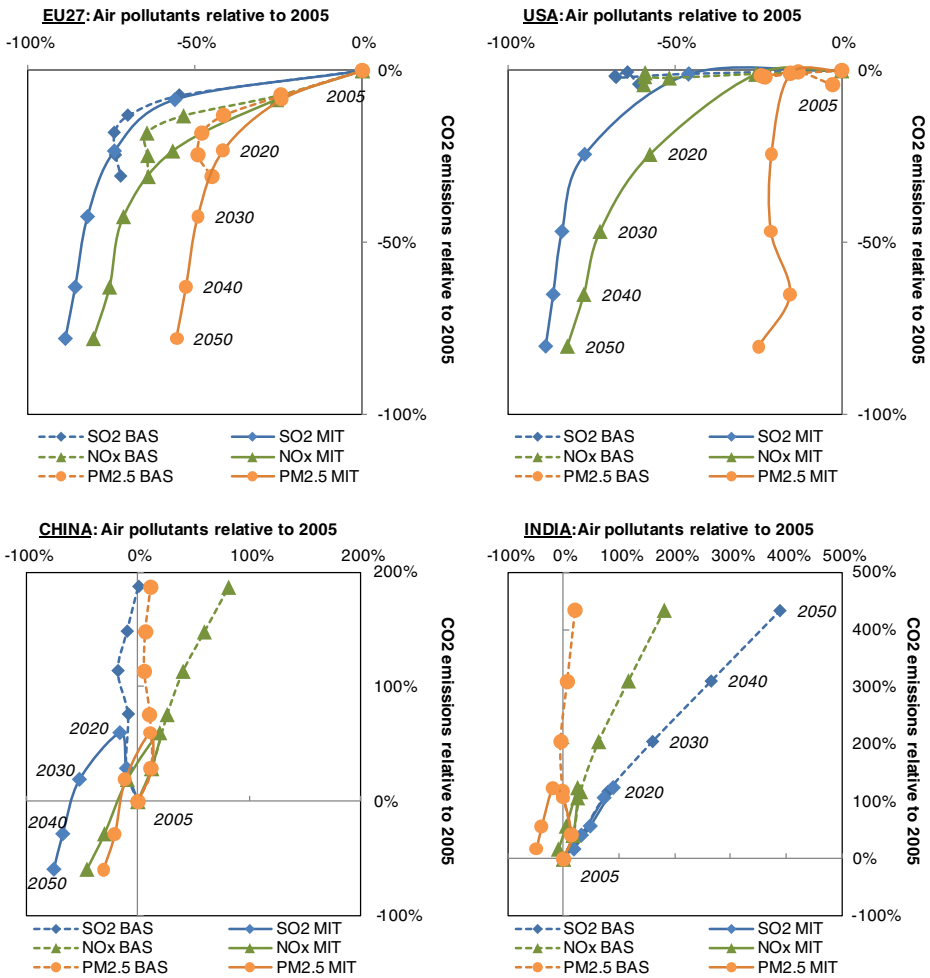 EU27: Air pollutants relative to 2005
-100% -50% 0%
0%
2005
2020
2030
-50%
2040
2050
-100%
CO2 emissions relative to 2005
SO2 BAS SO2 MIT
NOx BAS NOx MIT
PM2.5 BAS PM2.5 MIT
USA: Air pollutants relative to 2005
-100% -50% 0%
0%
2005
2020
2030
-50%
2040
2050
-100%
CO2 emissions relative to 2005
SO2 BAS SO2 MIT
NOx BAS NOx MIT
PM2.5 BAS PM2.5 MIT
CHINA: Air pollutants relative to 2005
-100% 0% 100% 200%
200%
100%
2020
2030
0%
2040
2005
2050
-100%
CO2 emissions relative to 2005
SO2 BAS SO2 MIT
NOx BAS NOx MIT
PM2.5 BAS PM2.5 MIT
INDIA: Air pollutants relative to 2005
-100% 0% 100% 200% 300% 400% 500%
500%
2050
400%
2040
300%
2030
200%
2020
100%
0%
2005
-100%
CO2 emissions relative to 2005
SO2 BAS SO2 MIT
NOx BAS NOx MIT
PM2.5 BAS PM2.5 MIT